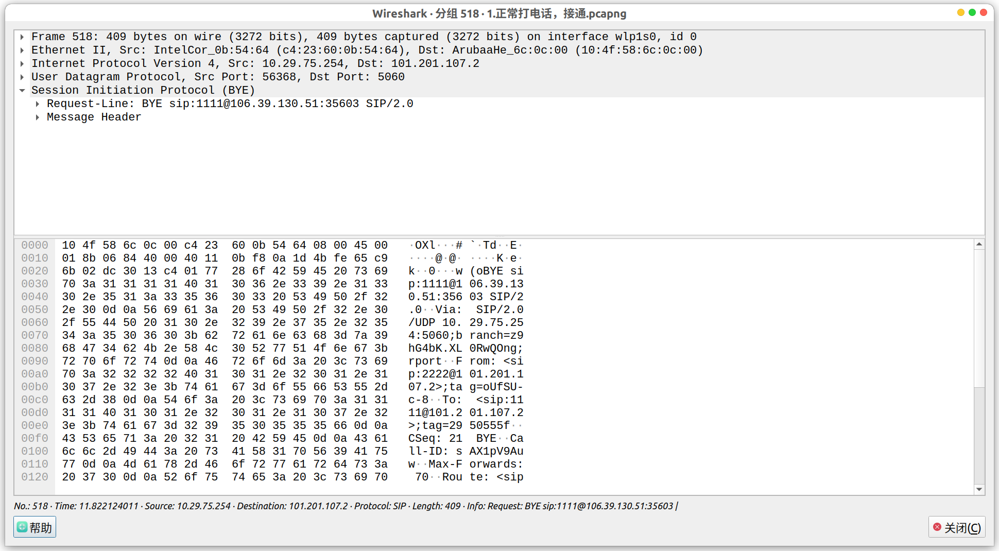 Wireshark · 分组 518 · 1.正常打电话，接通.pcapng
Frame 518: 409 bytes on wire (3272 bits), 409 bytes captured (3272 bits) on interface wlp1s0, id 0
Ethernet II, Src: IntelCor_0b:54:64 (c4:23:60:0b:54:64), Dst: ArubaaHe_6c:0c:00 (10:4f:58:6c:0c:00)
Internet Protocol Version 4, Src: 10.29.75.254, Dst: 101.201.107.2
User Datagram Protocol, Src Port: 56368, Dst Port: 5060
Session Initiation Protocol (BYE)
Request-Line: BYE sip:1111@106.39.130.51:35603 SIP/2.0
Message Header
0000 10 4f 58 6c 0c 00 c4 23 60 0b 54 64 08 00 45 00 ·OXl···# `·Td··E·
0010 01 8b 06 84 40 00 40 11 0b f8 0a 1d 4b fe 65 c9 ····@·@· ····K·e·
0020 6b 02 dc 30 13 c4 01 77 28 6f 42 59 45 20 73 69 k··0···w (oBYE si
0030 70 3a 31 31 31 31 40 31 30 36 2e 33 39 2e 31 33 p:1111@1 06.39.13
0040 30 2e 35 31 3a 33 35 36 30 33 20 53 49 50 2f 32 0.51:356 03 SIP/2
0050 2e 30 0d 0a 56 69 61 3a 20 53 49 50 2f 32 2e 30 .0··Via: SIP/2.0
0060 2f 55 44 50 20 31 30 2e 32 39 2e 37 35 2e 32 35 /UDP 10. 29.75.25
0070 34 3a 35 30 36 30 3b 62 72 61 6e 63 68 3d 7a 39 4:5060;b ranch=z9
0080 68 47 34 62 4b 2e 58 4c 30 52 77 51 4f 6e 67 3b hG4bK.XL 0RwQOng;
0090 72 70 6f 72 74 0d 0a 46 72 6f 6d 3a 20 3c 73 69 rport··F rom: <si
00a0 70 3a 32 32 32 32 40 31 30 31 2e 32 30 31 2e 31 p:2222@1 01.201.1
00b0 30 37 2e 32 3e 3b 74 61 67 3d 6f 55 66 53 55 2d 07.2>;ta g=oUfSU-
00c0 63 2d 38 0d 0a 54 6f 3a 20 3c 73 69 70 3a 31 31 c-8··To: <sip:11
00d0 31 31 40 31 30 31 2e 32 30 31 2e 31 30 37 2e 32 11@101.2 01.107.2
00e0 3e 3b 74 61 67 3d 32 39 35 30 35 35 35 66 0d 0a >;tag=29 50555f··
00f0 43 53 65 71 3a 20 32 31 20 42 59 45 0d 0a 43 61 CSeq: 21 BYE··Ca
0100 6c 6c 2d 49 44 3a 20 73 41 58 31 70 56 39 41 75 ll-ID: s AX1pV9Au
0110 77 0d 0a 4d 61 78 2d 46 6f 72 77 61 72 64 73 3a w··Max-F orwards:
0120 20 37 30 0d 0a 52 6f 75 74 65 3a 20 3c 73 69 70 70··Rou te: <sip
No.: 518 · Time: 11.822124011 · Source: 10.29.75.254 · Destination: 101.201.107.2 · Protocol: SIP · Length: 409 · Info: Request: BYE sip:1111@106.39.130.51:35603 |
帮助
关闭(C)